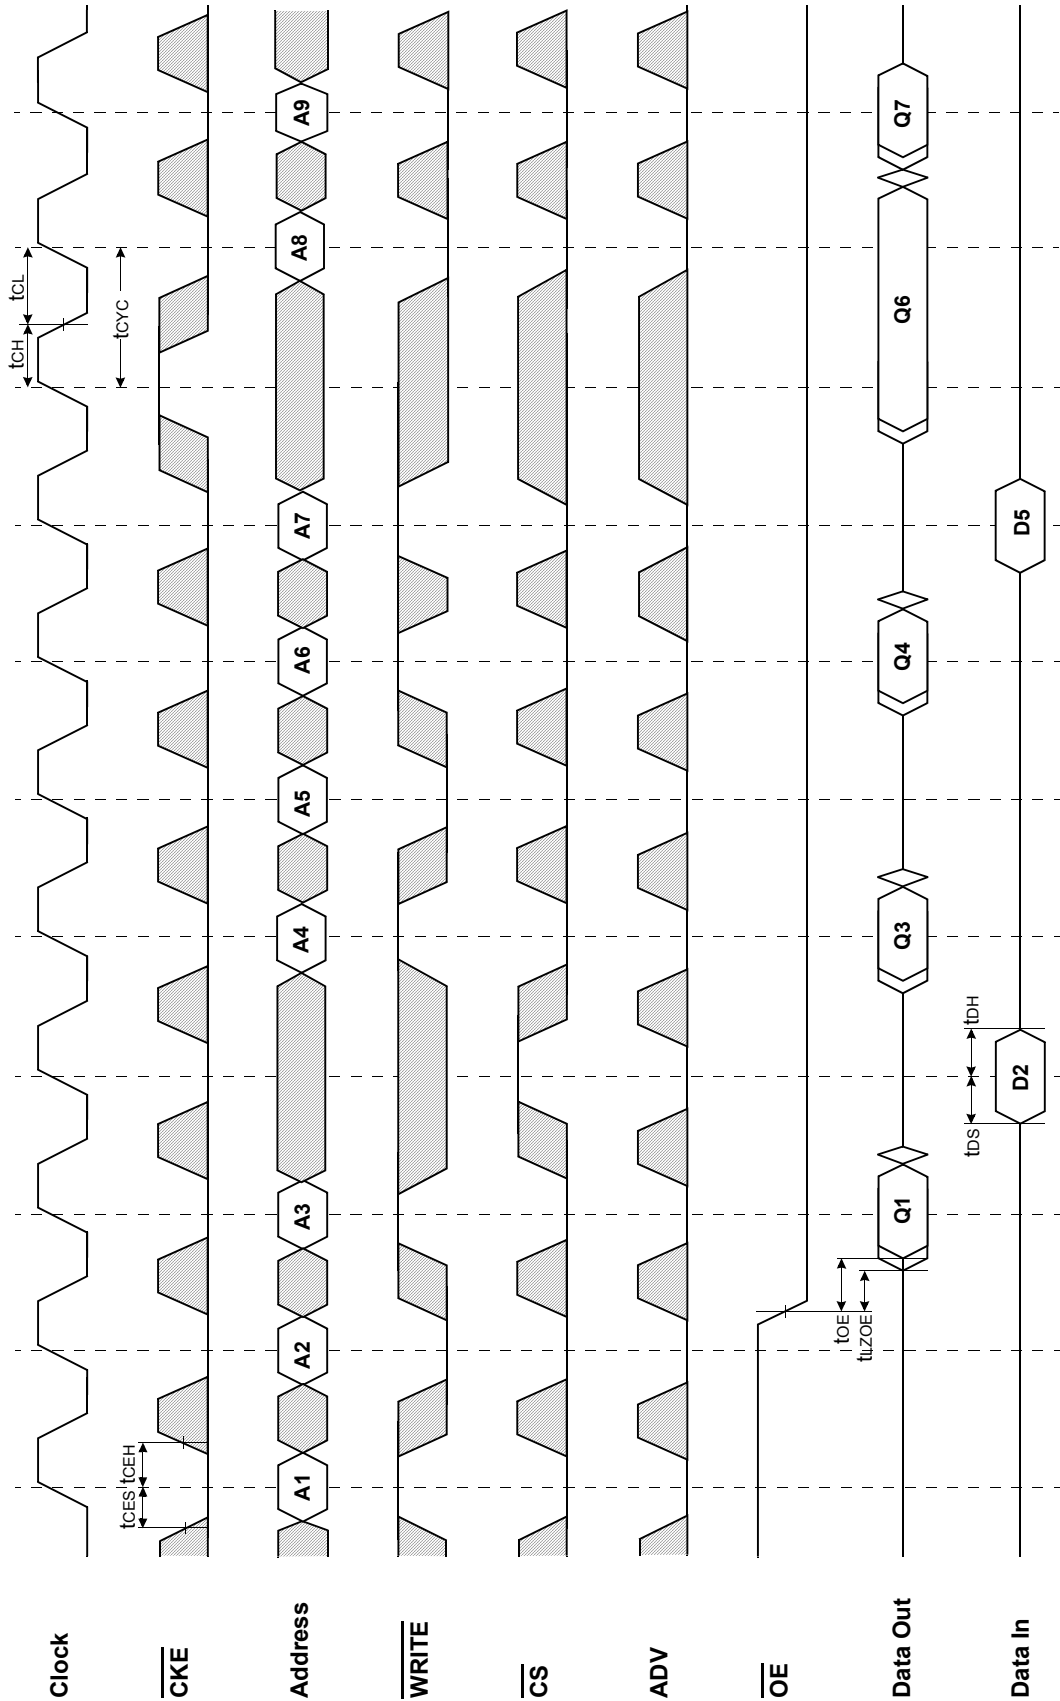 Clock
tCH
tCL
CKE
tCES
tCEH
tCYC
Address
A1
A2
A3
A4
A5
A6
A7
A8
A9
WRITE
CS
ADV
OE
tOE
tLZOE
Data Out
Q1
Q3
Q4
Q6
Q7
Data In
tDS
tDH
D2
D5